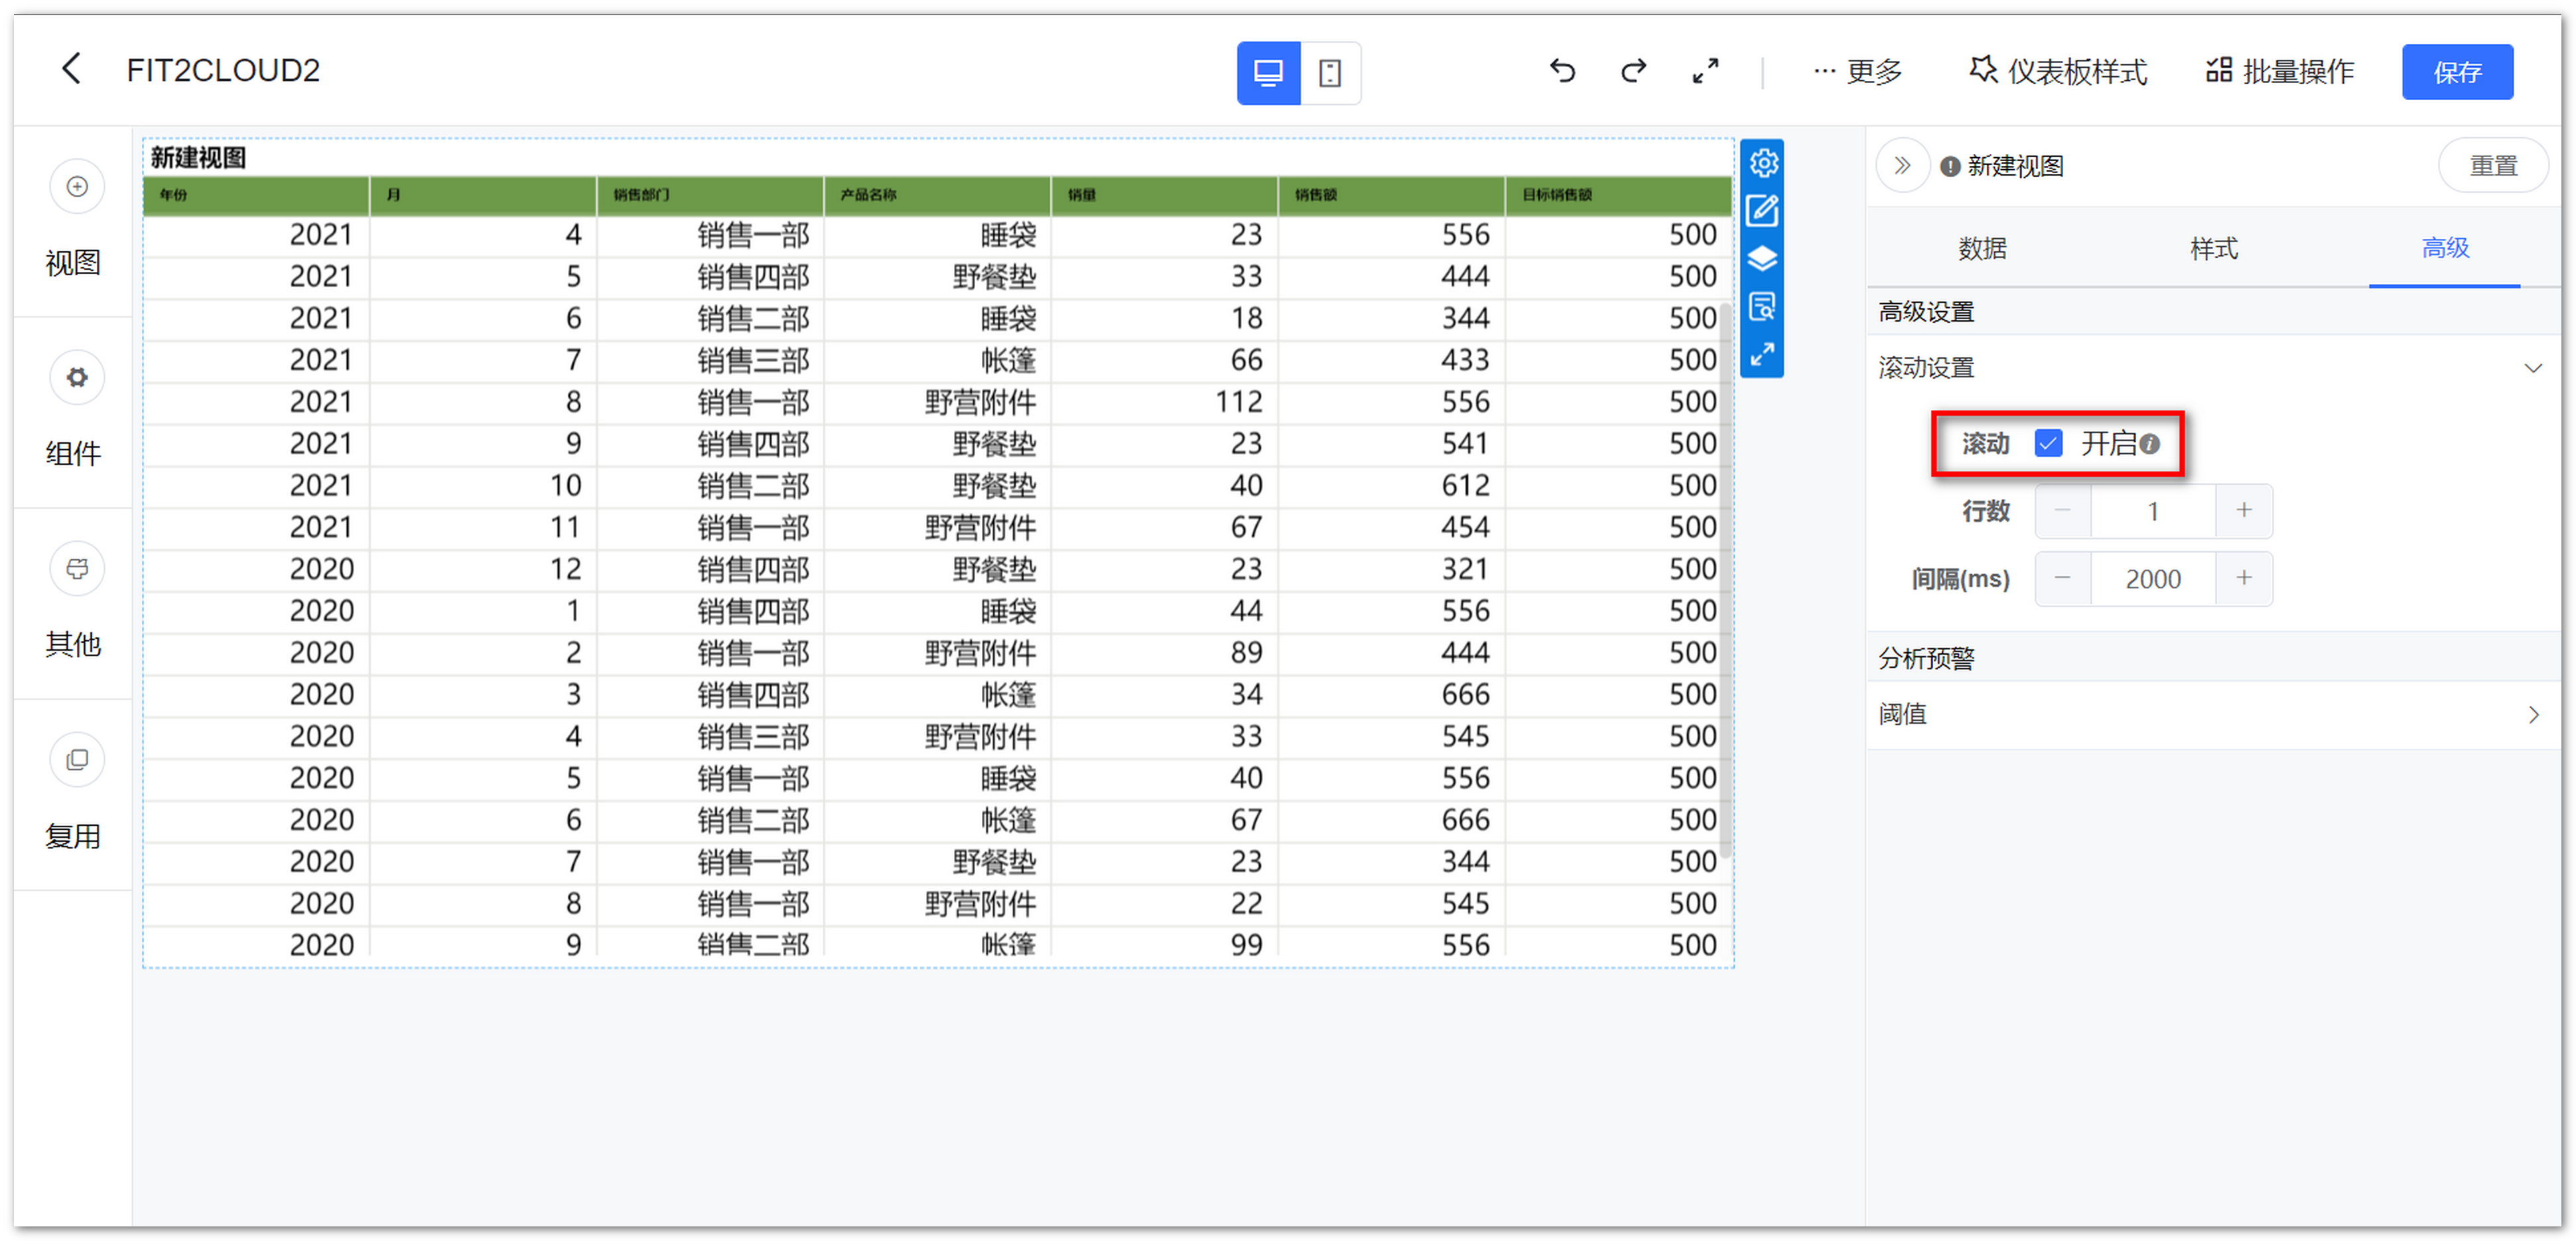 FIT2CLOUD2
··· 更多 仪表板样式 批量操作 保存
视图
组件
其他
复用
新建视图
年份 月 销售部门 产品名称 销量 销售额 目标销售额
2021 4 销售一部 睡袋 23 556 500
2021 5 销售四部 野餐垫 33 444 500
2021 6 销售二部 睡袋 18 344 500
2021 7 销售三部 帐篷 66 433 500
2021 8 销售一部 野营附件 112 556 500
2021 9 销售四部 野餐垫 23 541 500
2021 10 销售二部 野餐垫 40 612 500
2021 11 销售一部 野营附件 67 454 500
2020 12 销售四部 野餐垫 23 321 500
2020 1 销售四部 睡袋 44 556 500
2020 2 销售一部 野营附件 89 444 500
2020 3 销售四部 帐篷 34 666 500
2020 4 销售三部 野营附件 33 545 500
2020 5 销售一部 睡袋 40 556 500
2020 6 销售二部 帐篷 67 666 500
2020 7 销售一部 野餐垫 23 344 500
2020 8 销售一部 野营附件 22 545 500
2020 9 销售二部 帐篷 99 556 500
新建视图 重置
数据 样式 高级
高级设置
滚动设置
滚动 开启
行数 1
间隔(ms) 2000
分析预警
阈值